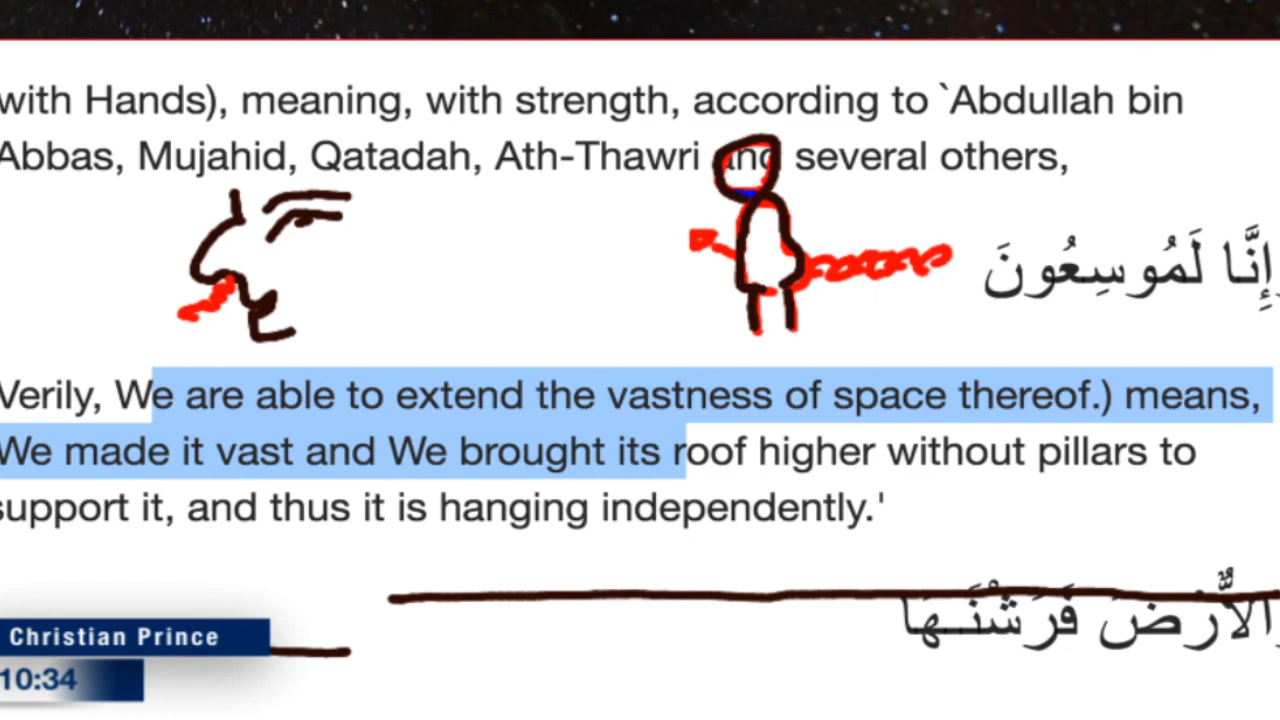 with Hands), meaning, with strength, according to `Abdullah bin
Abbas, Mujahid, Qatadah, Ath-Thawri and several others,
إِنَّا لَمُوسِعُونَ
Verily, We are able to extend the vastness of space thereof.) means,
We made it vast and We brought its roof higher without pillars to
support it, and thus it is hanging independently.'
الاٌّرْضَ فَرَشْنَـهَا
Christian Prince
10:34